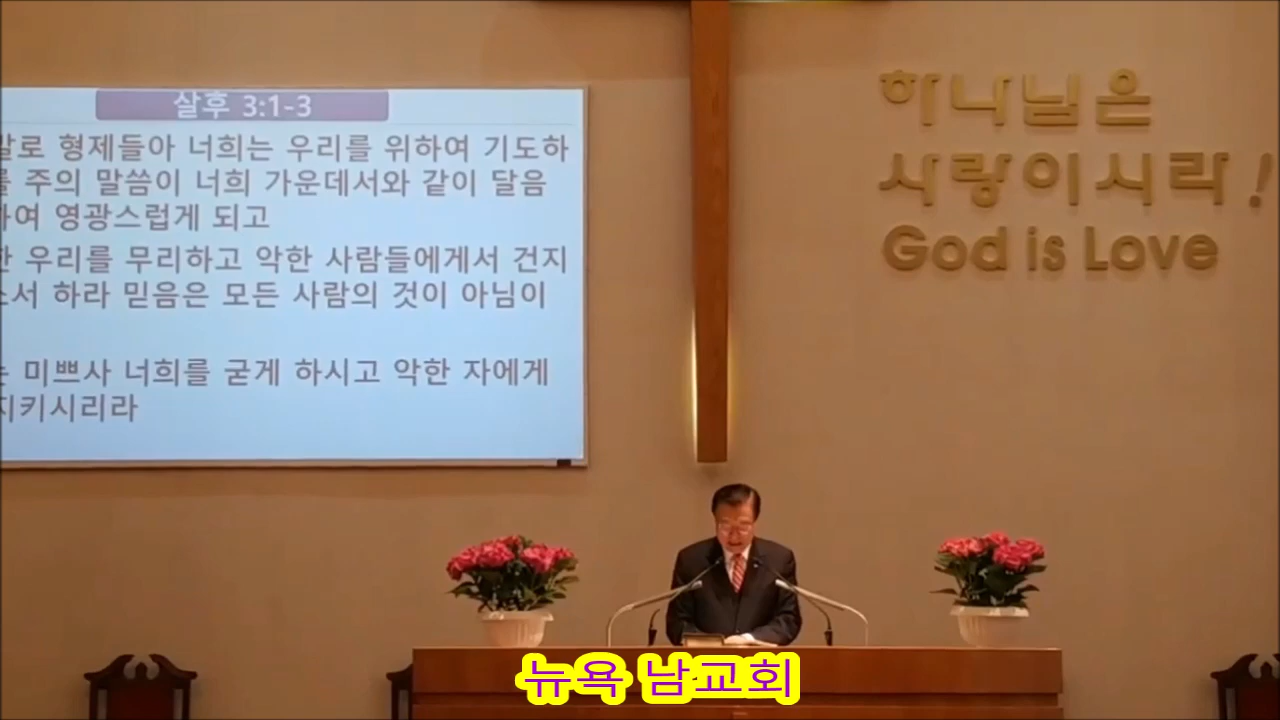 살후 3:1-3
말로 형제들아 너희는 우리를 위하여 기도하
를 주의 말씀이 너희 가운데서와 같이 달음
하여 영광스럽게 되고
한 우리를 무리하고 악한 사람들에게서 건지
소서 하라 믿음은 모든 사람의 것이 아님이
는 미쁘사 너희를 굳게 하시고 악한 자에게
지키시리라
하나님은
사랑이시라!
God is Love
뉴욕 남교회